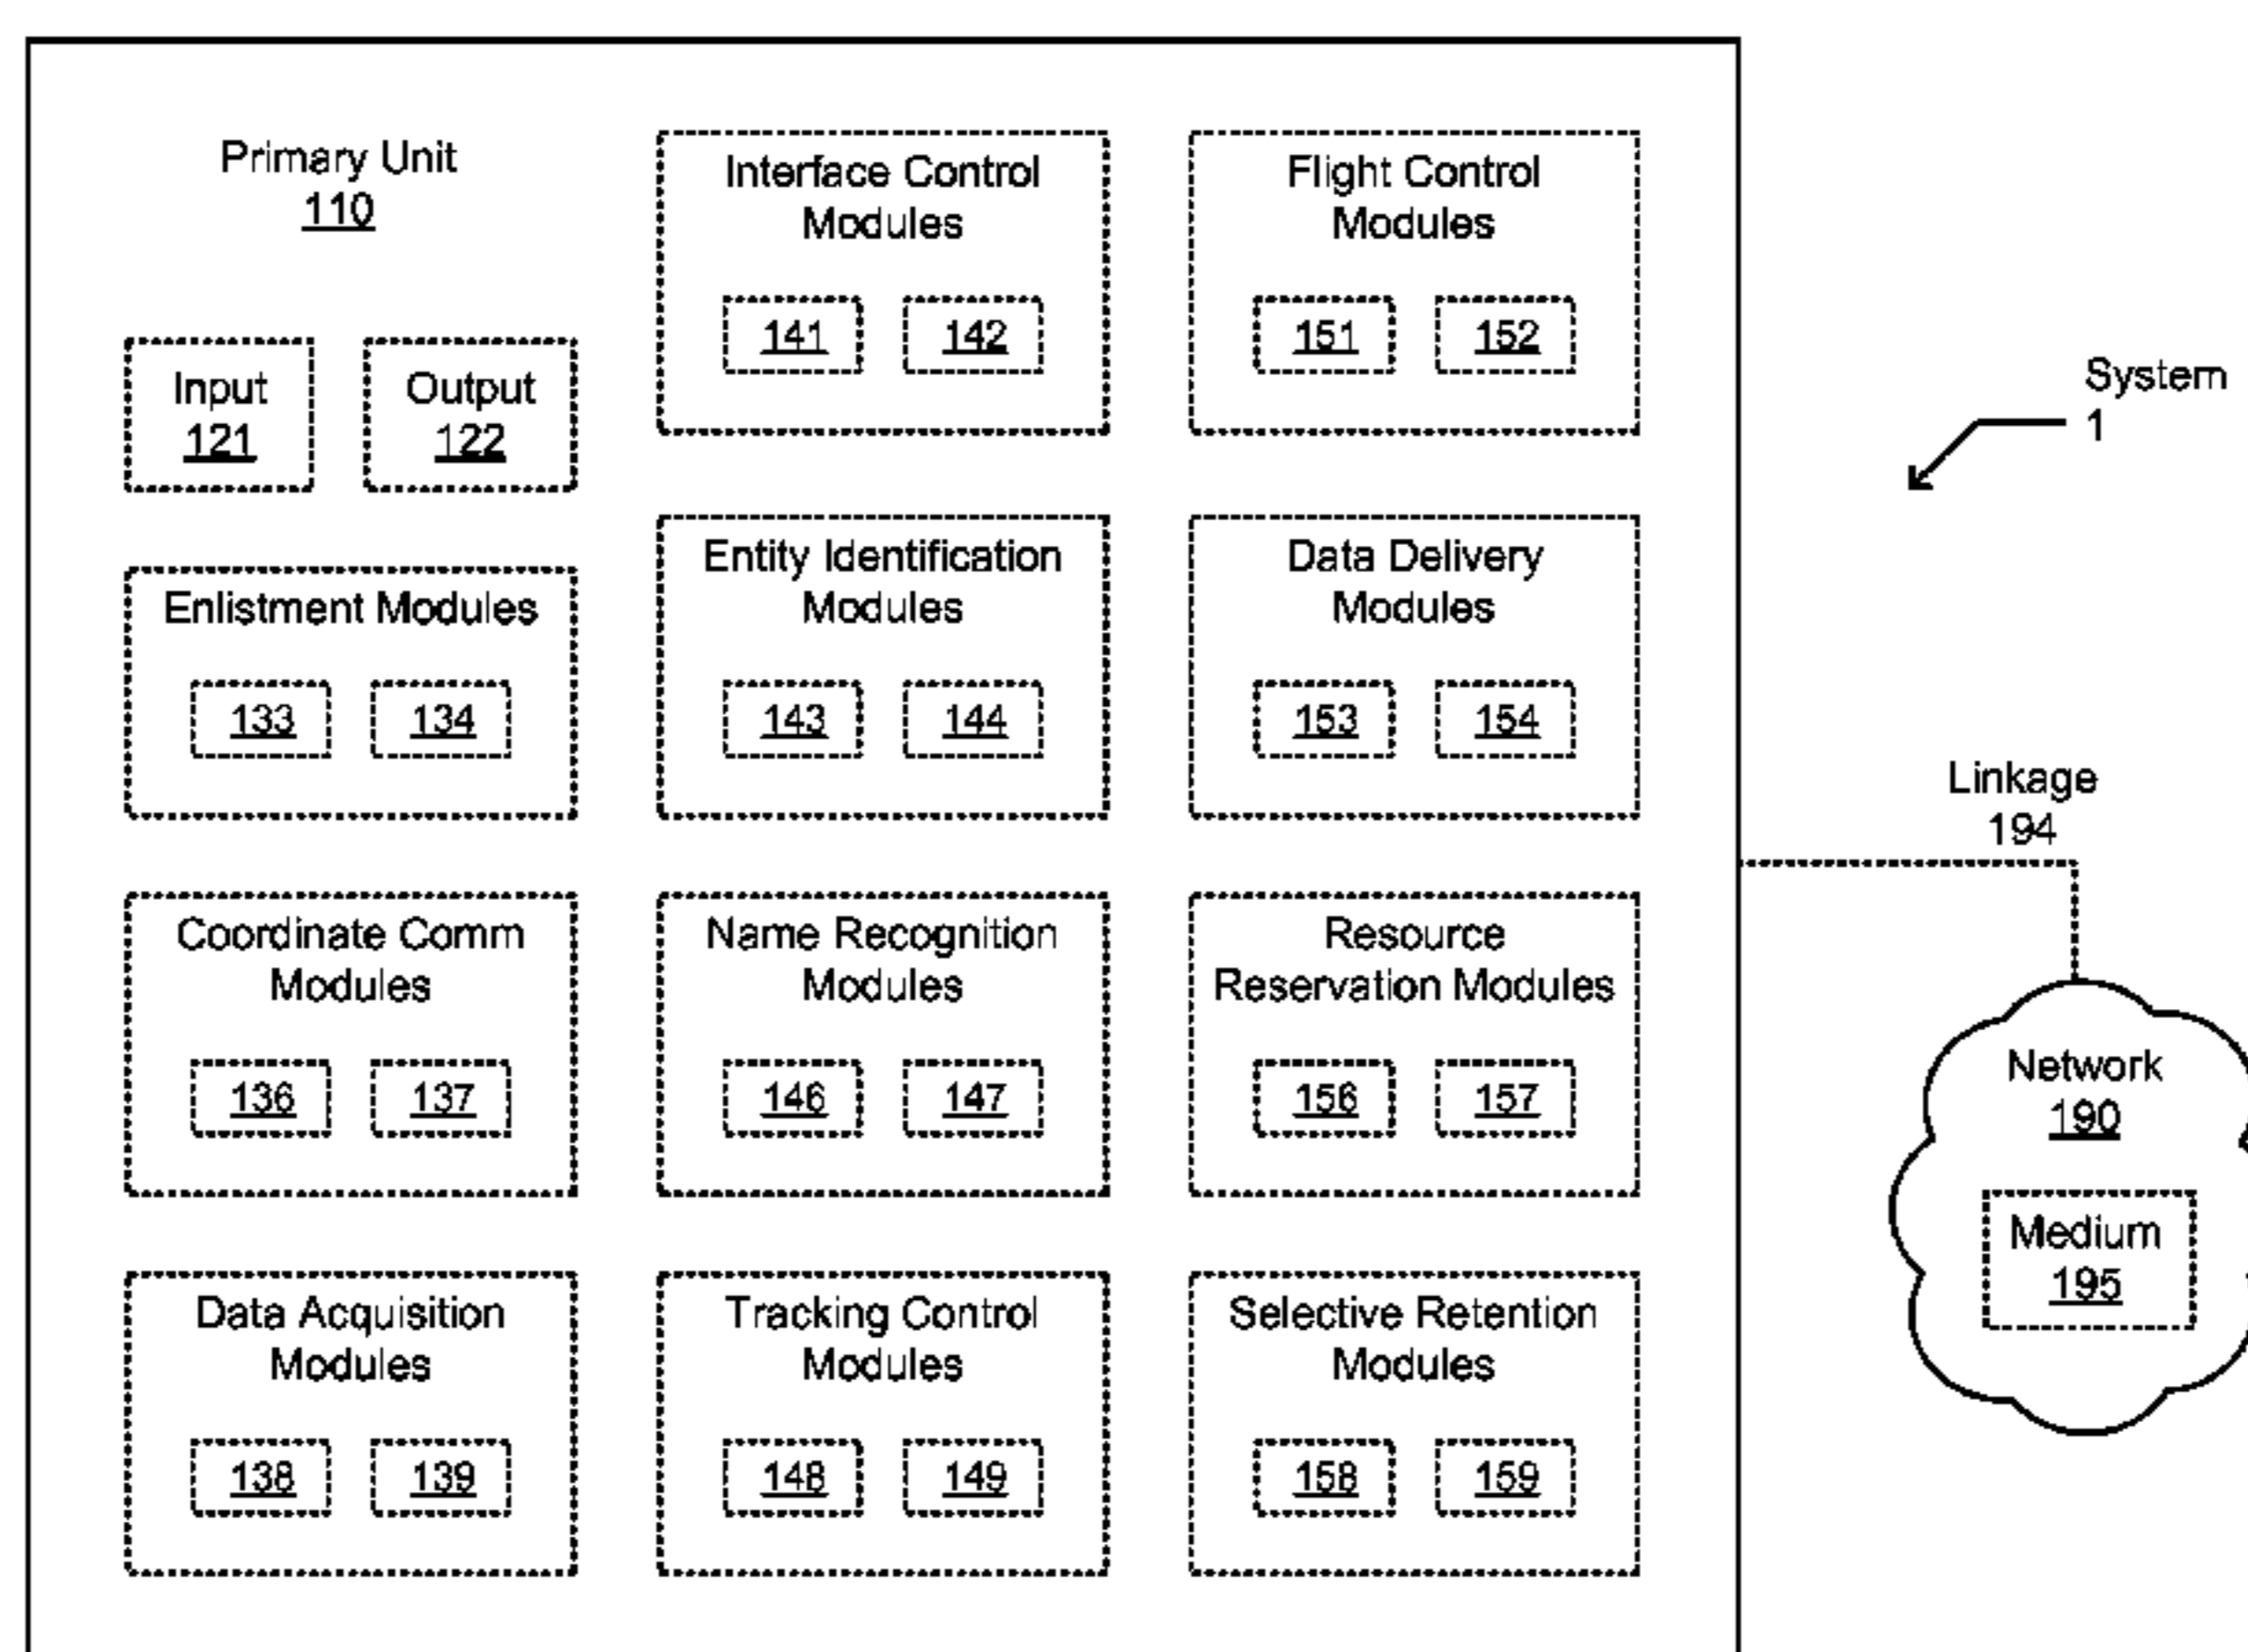 Primary Unit
110
Input
121
Output
122
Enlistment Modules
133 134
Coordinate Comm
Modules
136 137
Data Acquisition
Modules
138 139
Interface Control
Modules
141 142
Entity Identification
Modules
143 144
Name Recognition
Modules
146 147
Tracking Control
Modules
148 149
Flight Control
Modules
151 152
Data Delivery
Modules
153 154
Resource
Reservation Modules
156 157
Selective Retention
Modules
158 159
System
1
Linkage
194
Network
190
Medium
195